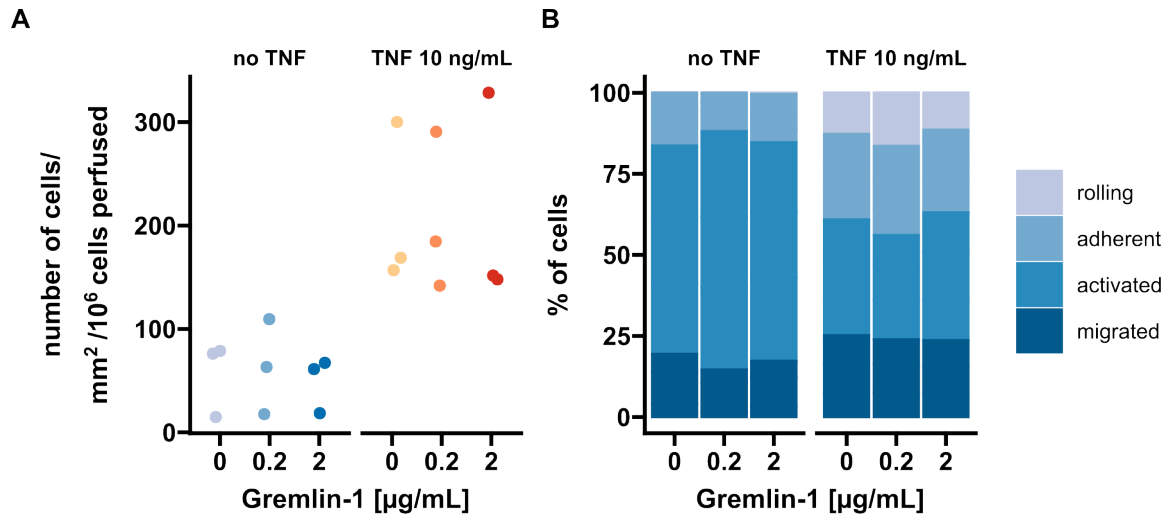 A
no TNF
TNF 10 ng/mL
number of cells/
mm² /10⁶ cells perfused
300
200
100
0
0 0.2 2
0 0.2 2
Gremlin-1 [µg/mL]
B
no TNF
TNF 10 ng/mL
% of cells
100
75
50
25
0
0 0.2 2
0 0.2 2
Gremlin-1 [µg/mL]
rolling
adherent
activated
migrated